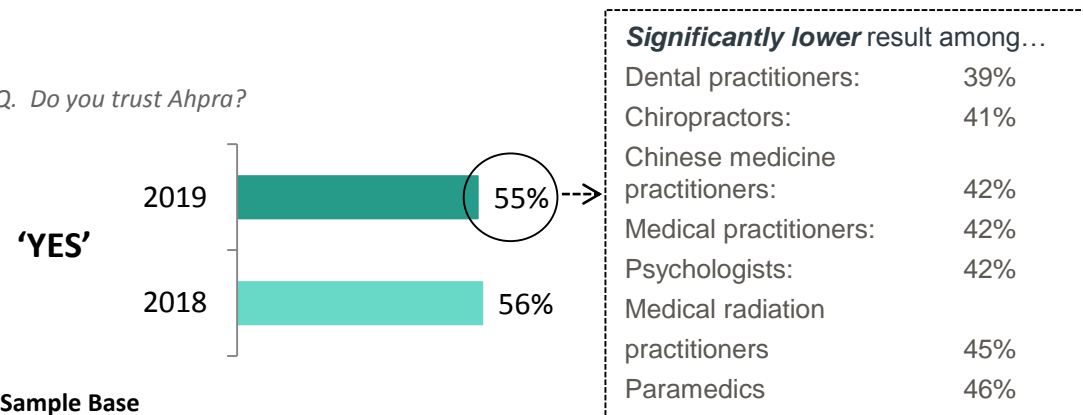 Q. Do you trust Ahpra?
‘YES’
2019
55%
2018
56%
Sample Base
Significantly lower result among…
Dental practitioners: 39%
Chiropractors: 41%
Chinese medicine
practitioners: 42%
Medical practitioners: 42%
Psychologists: 42%
Medical radiation
practitioners 45%
Paramedics 46%